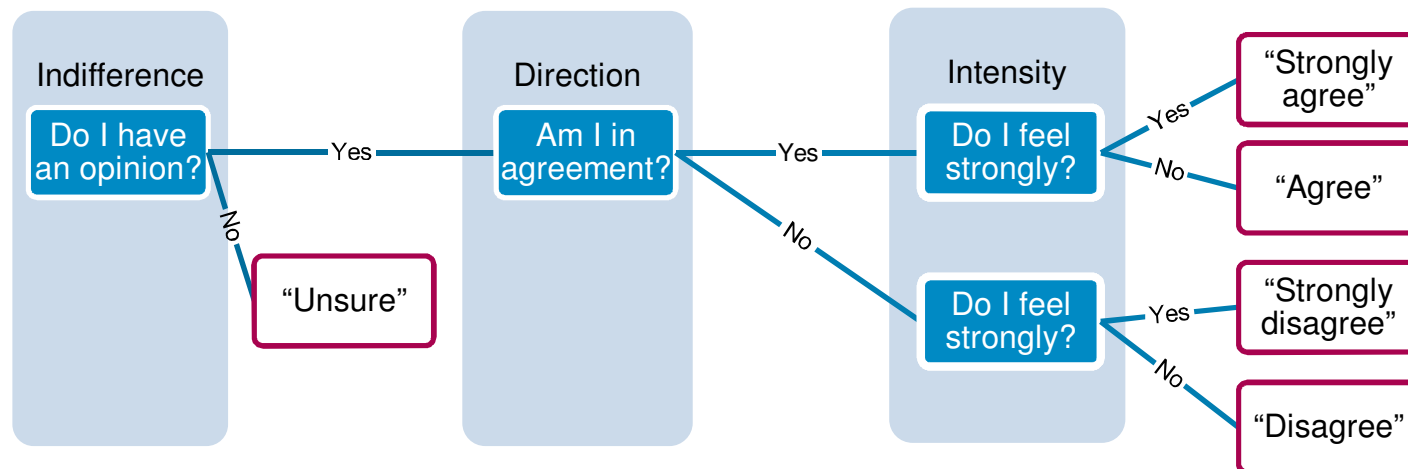 Indifference
Do I have
an opinion?
Yes
No
“Unsure”
Direction
Am I in
agreement?
Yes
No
Intensity
Do I feel
strongly?
Yes
No
“Strongly
agree”
“Agree”
Do I feel
strongly?
Yes
No
“Strongly
disagree”
“Disagree”